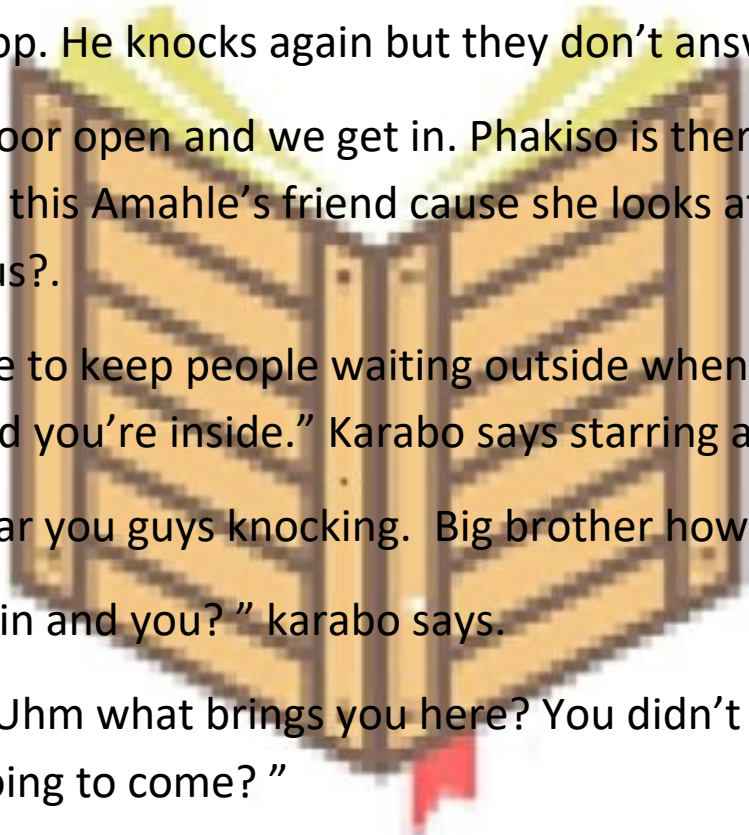 op. He knocks again but they don’t answ
oor open and we get in. Phakiso is ther
this Amahle’s friend cause she looks at
us?.
e to keep people waiting outside when
d you’re inside.” Karabo says starring a
ar you guys knocking.  Big brother how
in and you? ” karabo says.
Uhm what brings you here? You didn’t
oing to come? ”